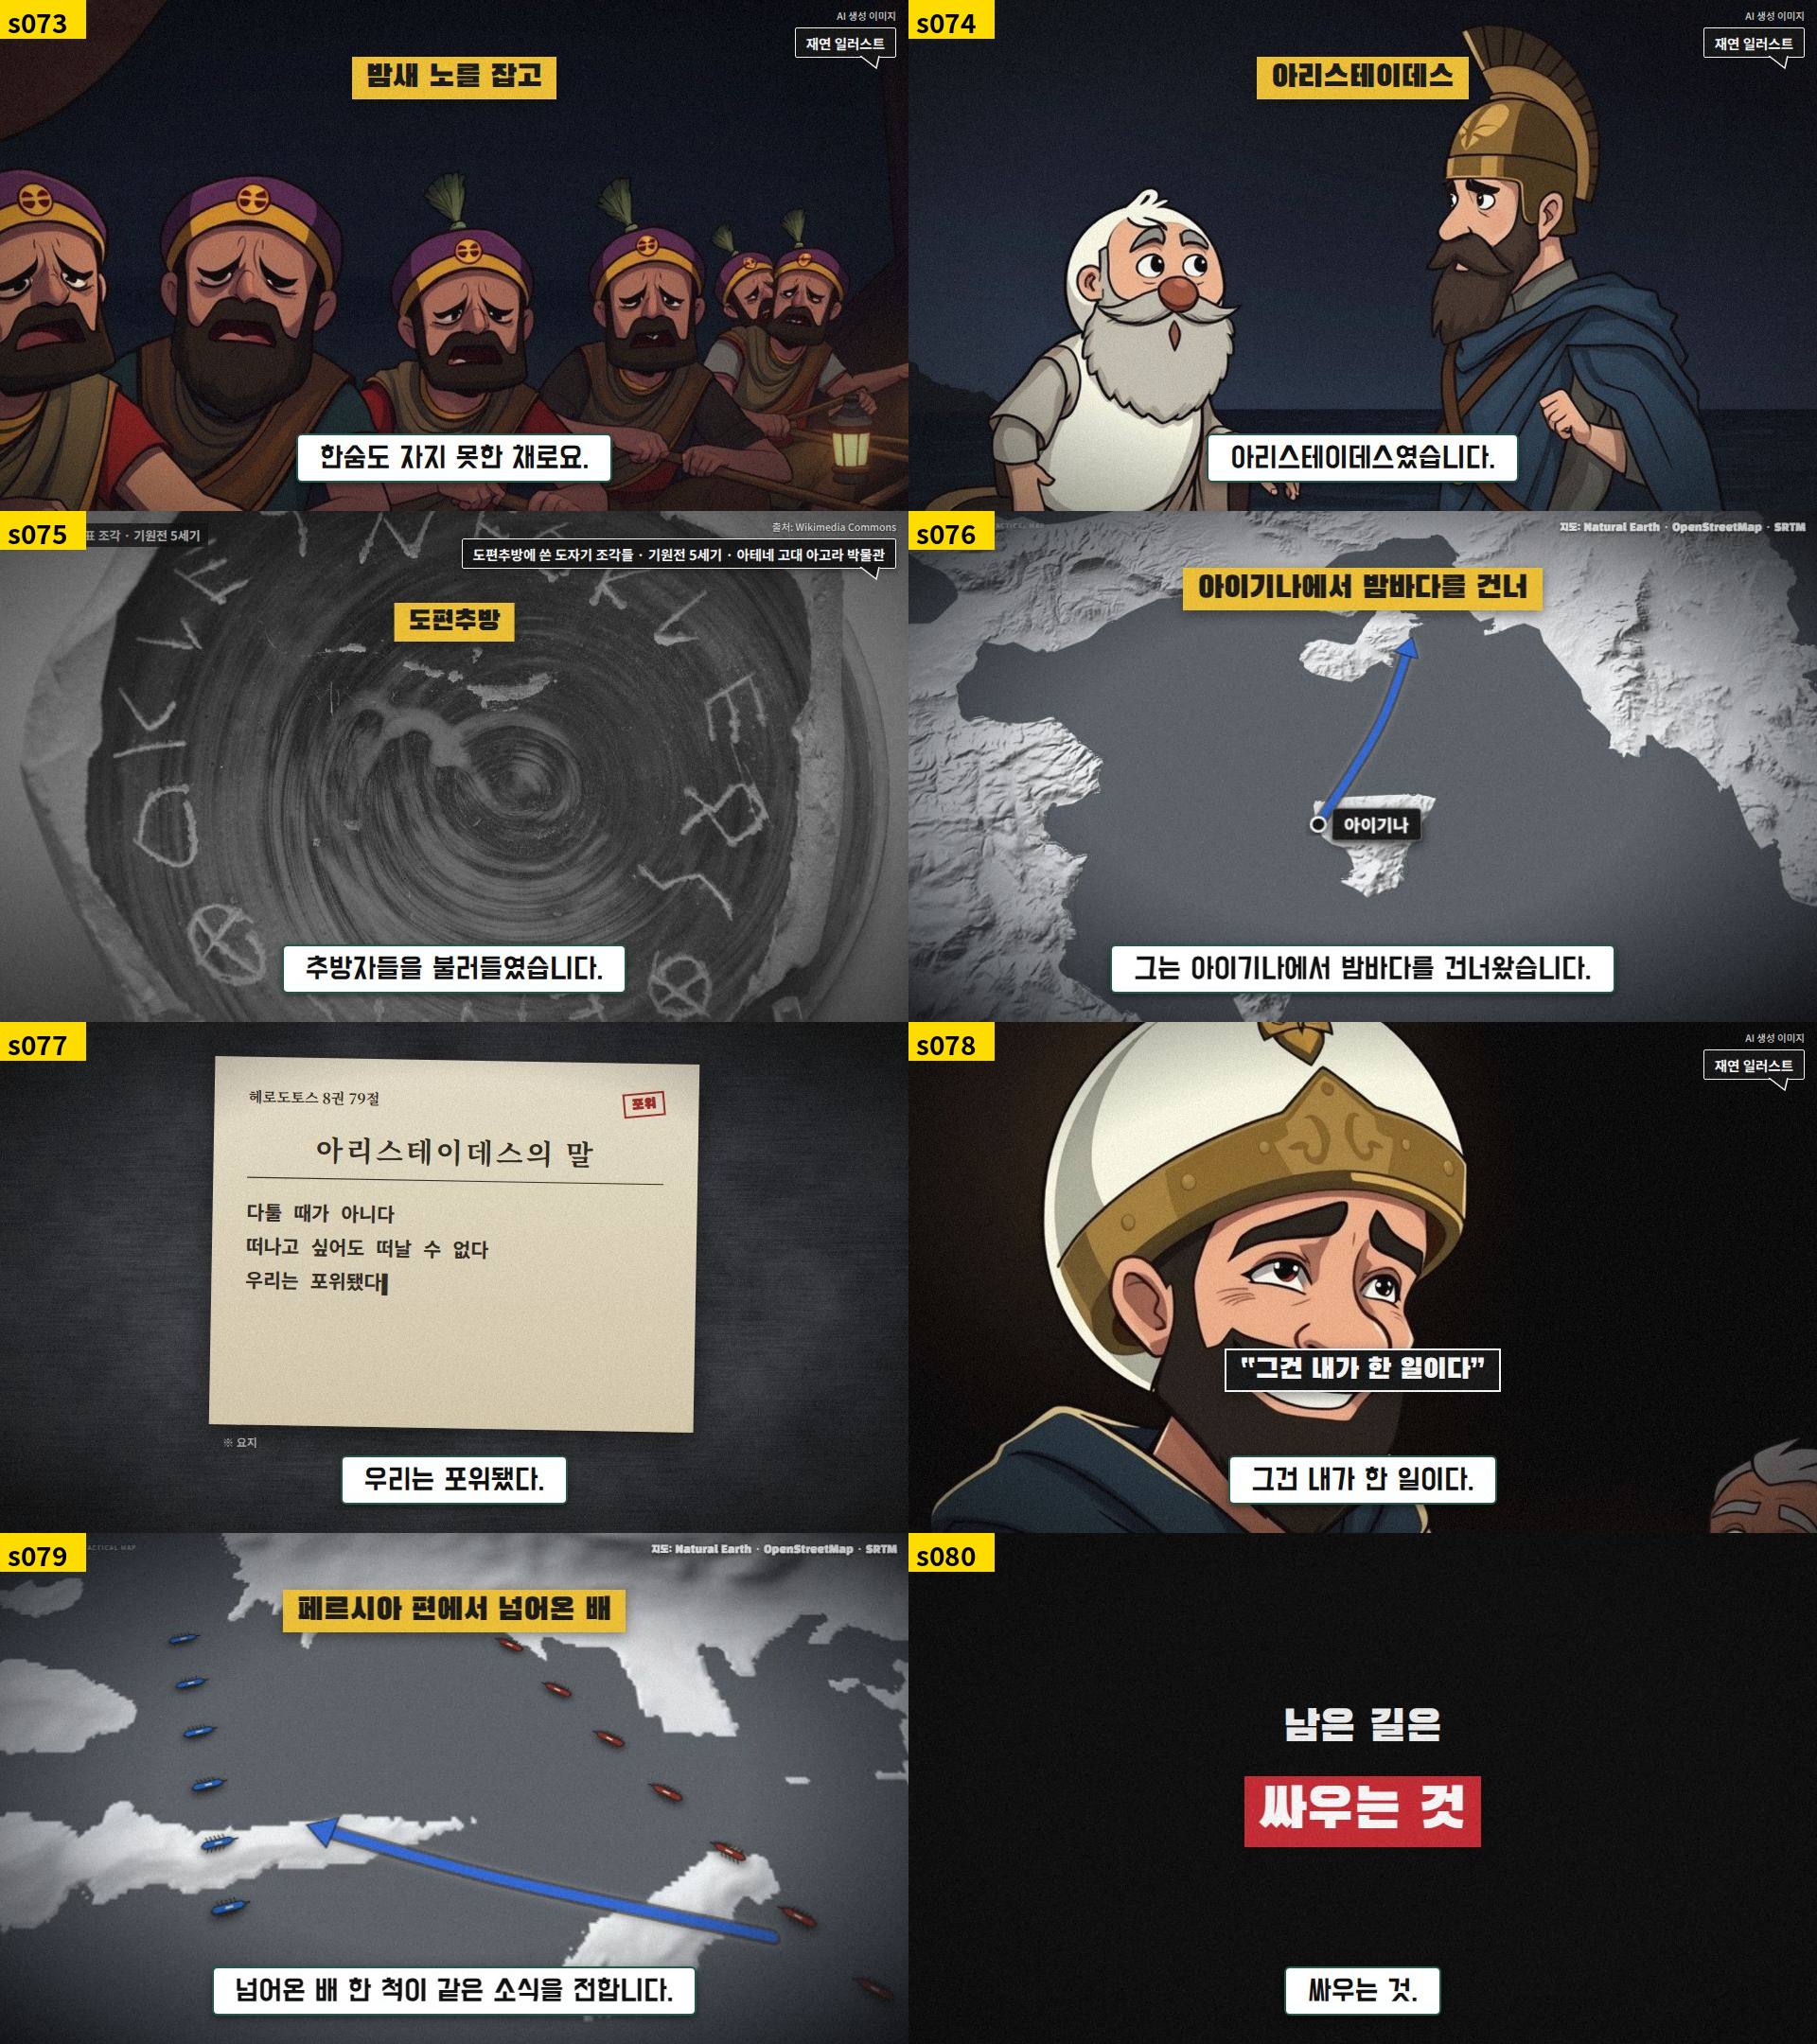 s073
AI 생성 이미지
재연 일러스트
밤새 노를 잡고
한숨도 자지 못한 채로요.
s074
AI 생성 이미지
재연 일러스트
아리스테이데스
아리스테이데스였습니다.
s075
표 조각 · 기원전 5세기
출처: Wikimedia Commons
도편추방에 쓴 도자기 조각들 · 기원전 5세기 · 아테네 고대 아고라 박물관
도편추방
추방자들을 불러들였습니다.
s076
지도: Natural Earth · OpenStreetMap · SRTM
아이기나에서 밤바다를 건너
아이기나
그는 아이기나에서 밤바다를 건너왔습니다.
s077
헤로도토스 8권 79절
포위
아리스테이데스의 말
다툴 때가 아니다
떠나고 싶어도 떠날 수 없다
우리는 포위됐다
※ 요지
우리는 포위됐다.
s078
AI 생성 이미지
재연 일러스트
"그건 내가 한 일이다"
그건 내가 한 일이다.
s079
TACTICAL MAP
지도: Natural Earth · OpenStreetMap · SRTM
페르시아 편에서 넘어온 배
넘어온 배 한 척이 같은 소식을 전합니다.
s080
남은 길은
싸우는 것
싸우는 것.